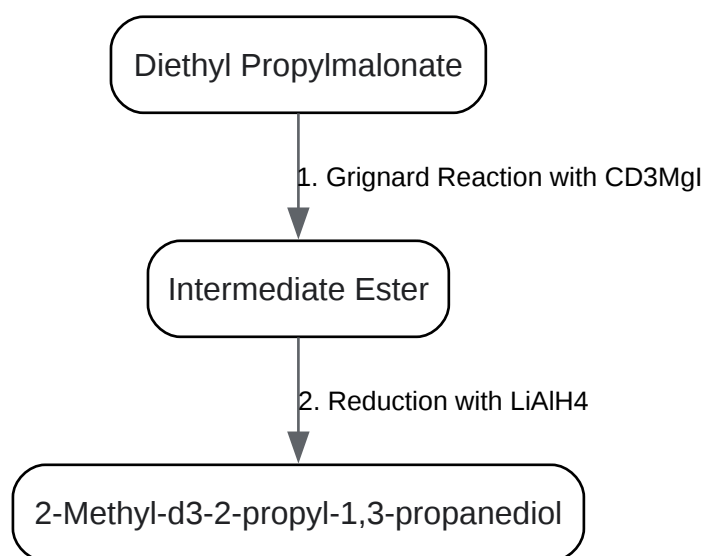 Diethyl Propylmalonate
1. Grignard Reaction with CD3MgI
Intermediate Ester
2. Reduction with LiAlH4
2-Methyl-d3-2-propyl-1,3-propanediol